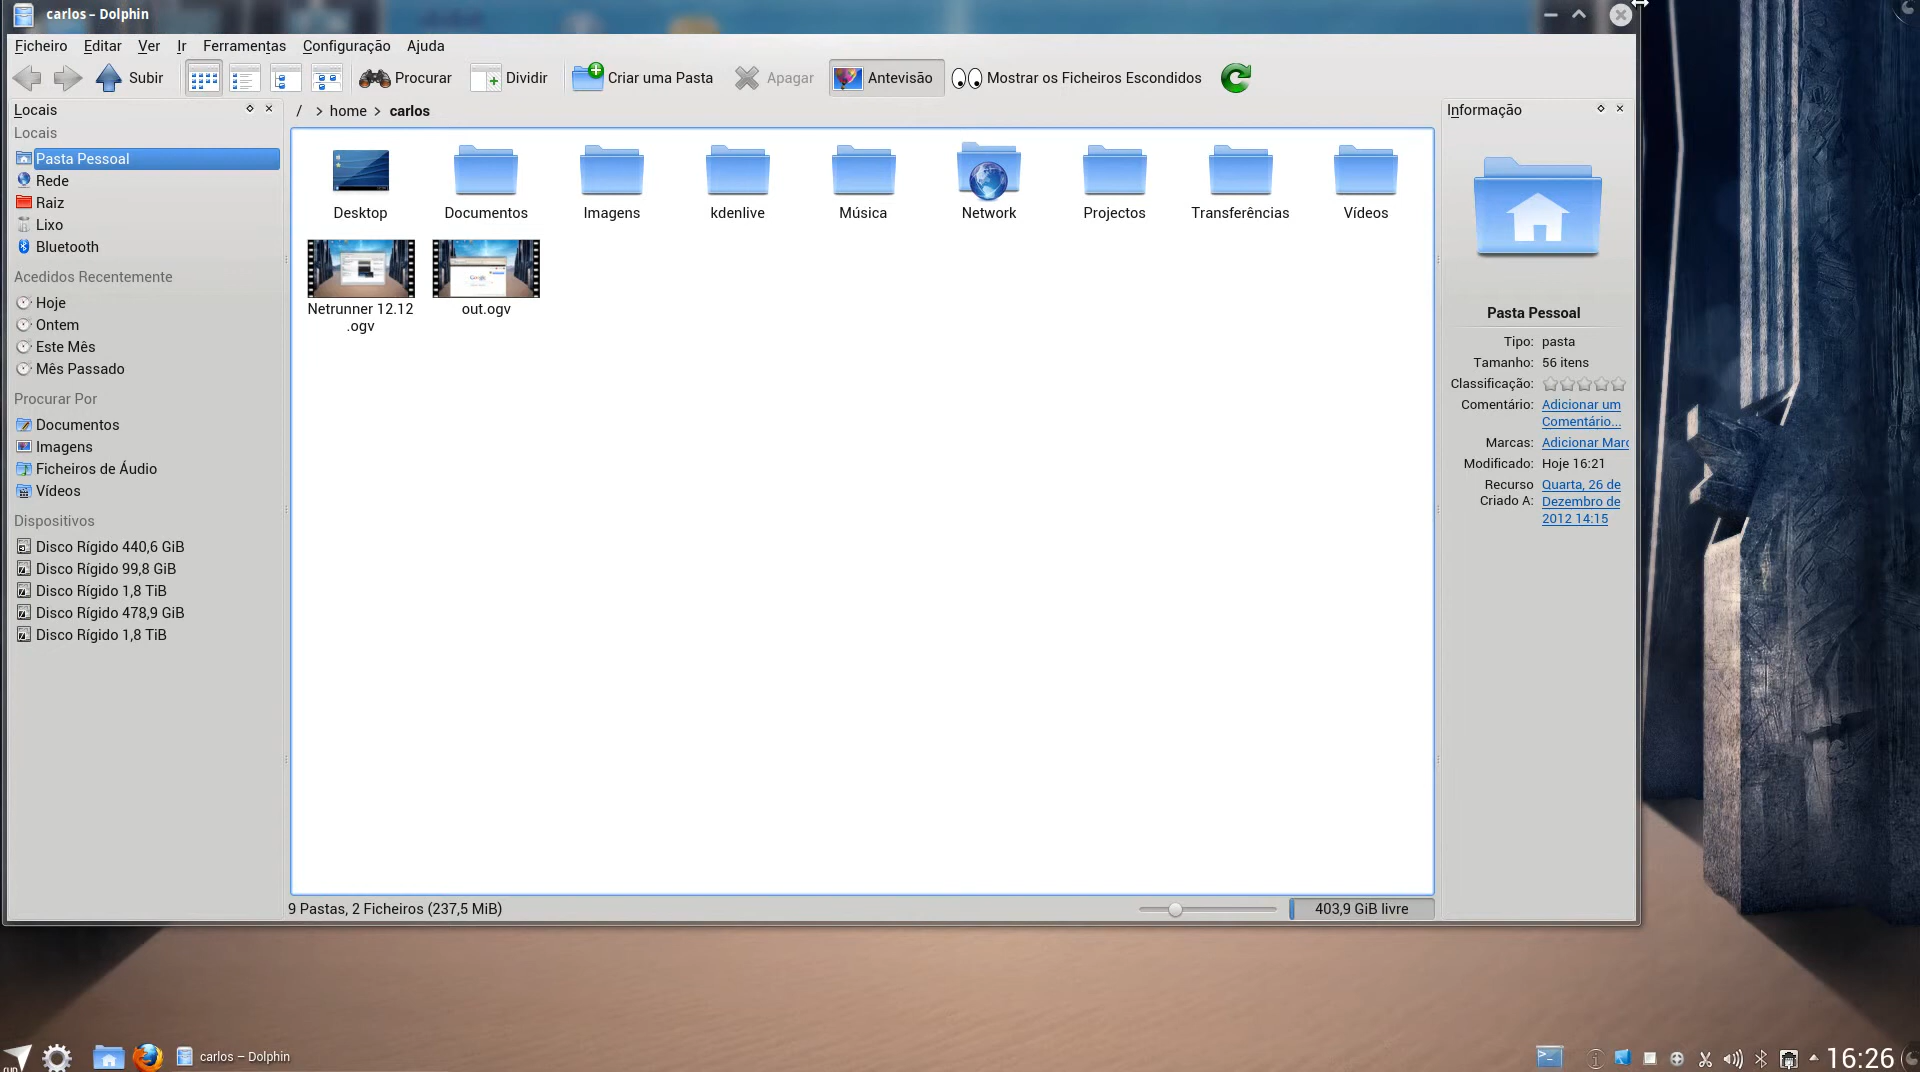 carlos – Dolphin
Ficheiro Editar Ver Ir Ferramentas Configuração Ajuda
Subir Procurar Dividir Criar uma Pasta Apagar Antevisão Mostrar os Ficheiros Escondidos
Locais
/ > home > carlos
Informação
Locais
Pasta Pessoal
Rede
Raiz
Lixo
Bluetooth
Acedidos Recentemente
Hoje
Ontem
Este Mês
Mês Passado
Procurar Por
Documentos
Imagens
Ficheiros de Áudio
Vídeos
Dispositivos
Disco Rígido 440,6 GiB
Disco Rígido 99,8 GiB
Disco Rígido 1,8 TiB
Disco Rígido 478,9 GiB
Disco Rígido 1,8 TiB
Desktop Documentos Imagens kdenlive Música Network Projectos Transferências Vídeos
Netrunner 12.12
.ogv
out.ogv
Pasta Pessoal
Tipo: pasta
Tamanho: 56 itens
Classificação:
Comentário: Adicionar um
Comentário...
Marcas: Adicionar Marc
Modificado: Hoje 16:21
Recurso Quarta, 26 de
Criado A: Dezembro de
2012 14:15
9 Pastas, 2 Ficheiros (237,5 MiB)
403,9 GiB livre
carlos – Dolphin
16:26